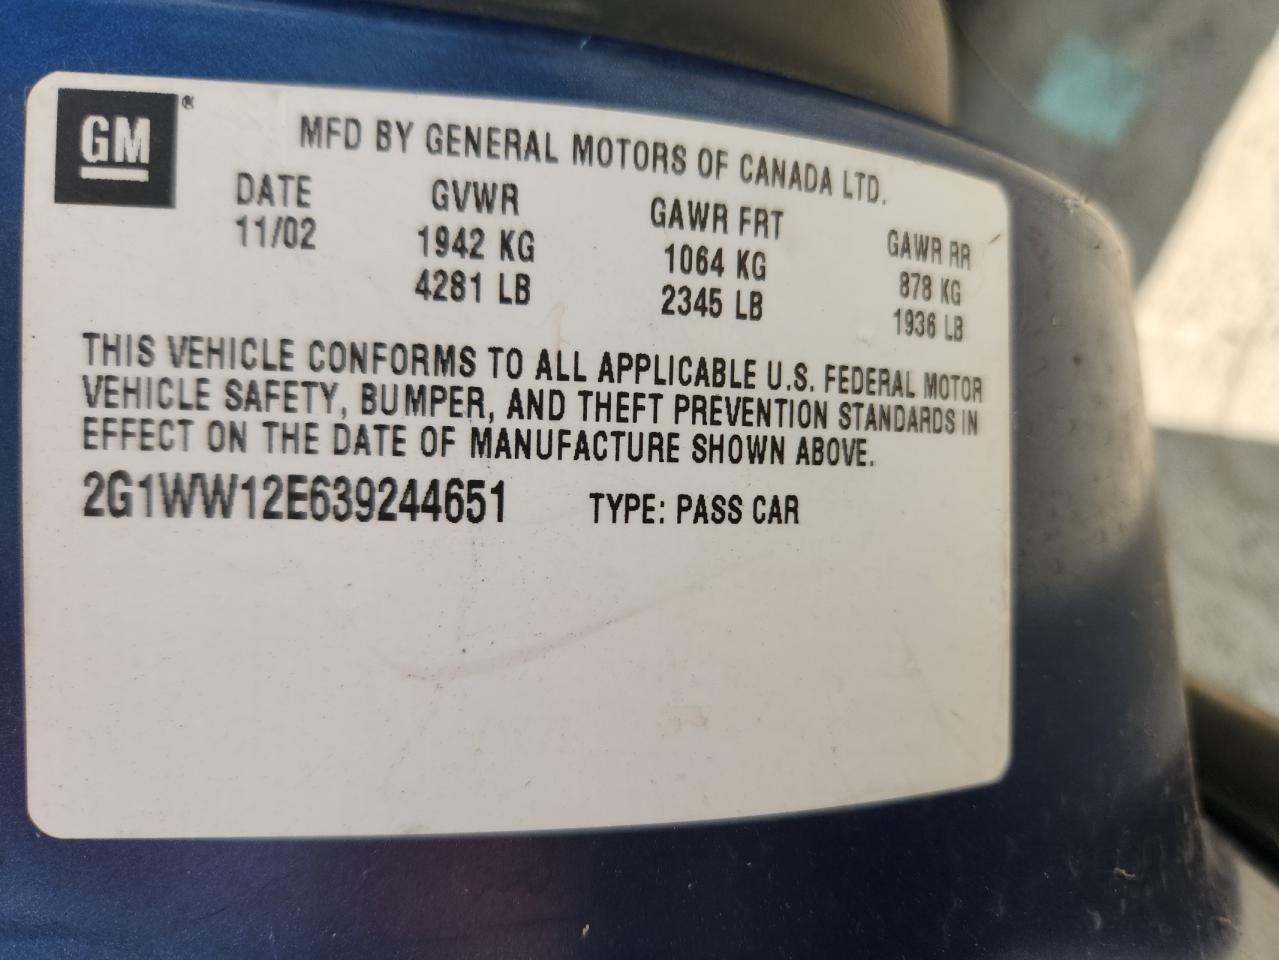 GM®
MFD BY GENERAL MOTORS OF CANADA LTD.
DATE GVWR GAWR FRT GAWR RR
11/02 1942 KG 1064 KG 878 KG
4281 LB 2345 LB 1936 LB
THIS VEHICLE CONFORMS TO ALL APPLICABLE U.S. FEDERAL MOTOR
VEHICLE SAFETY, BUMPER, AND THEFT PREVENTION STANDARDS IN
EFFECT ON THE DATE OF MANUFACTURE SHOWN ABOVE.
2G1WW12E639244651 TYPE: PASS CAR